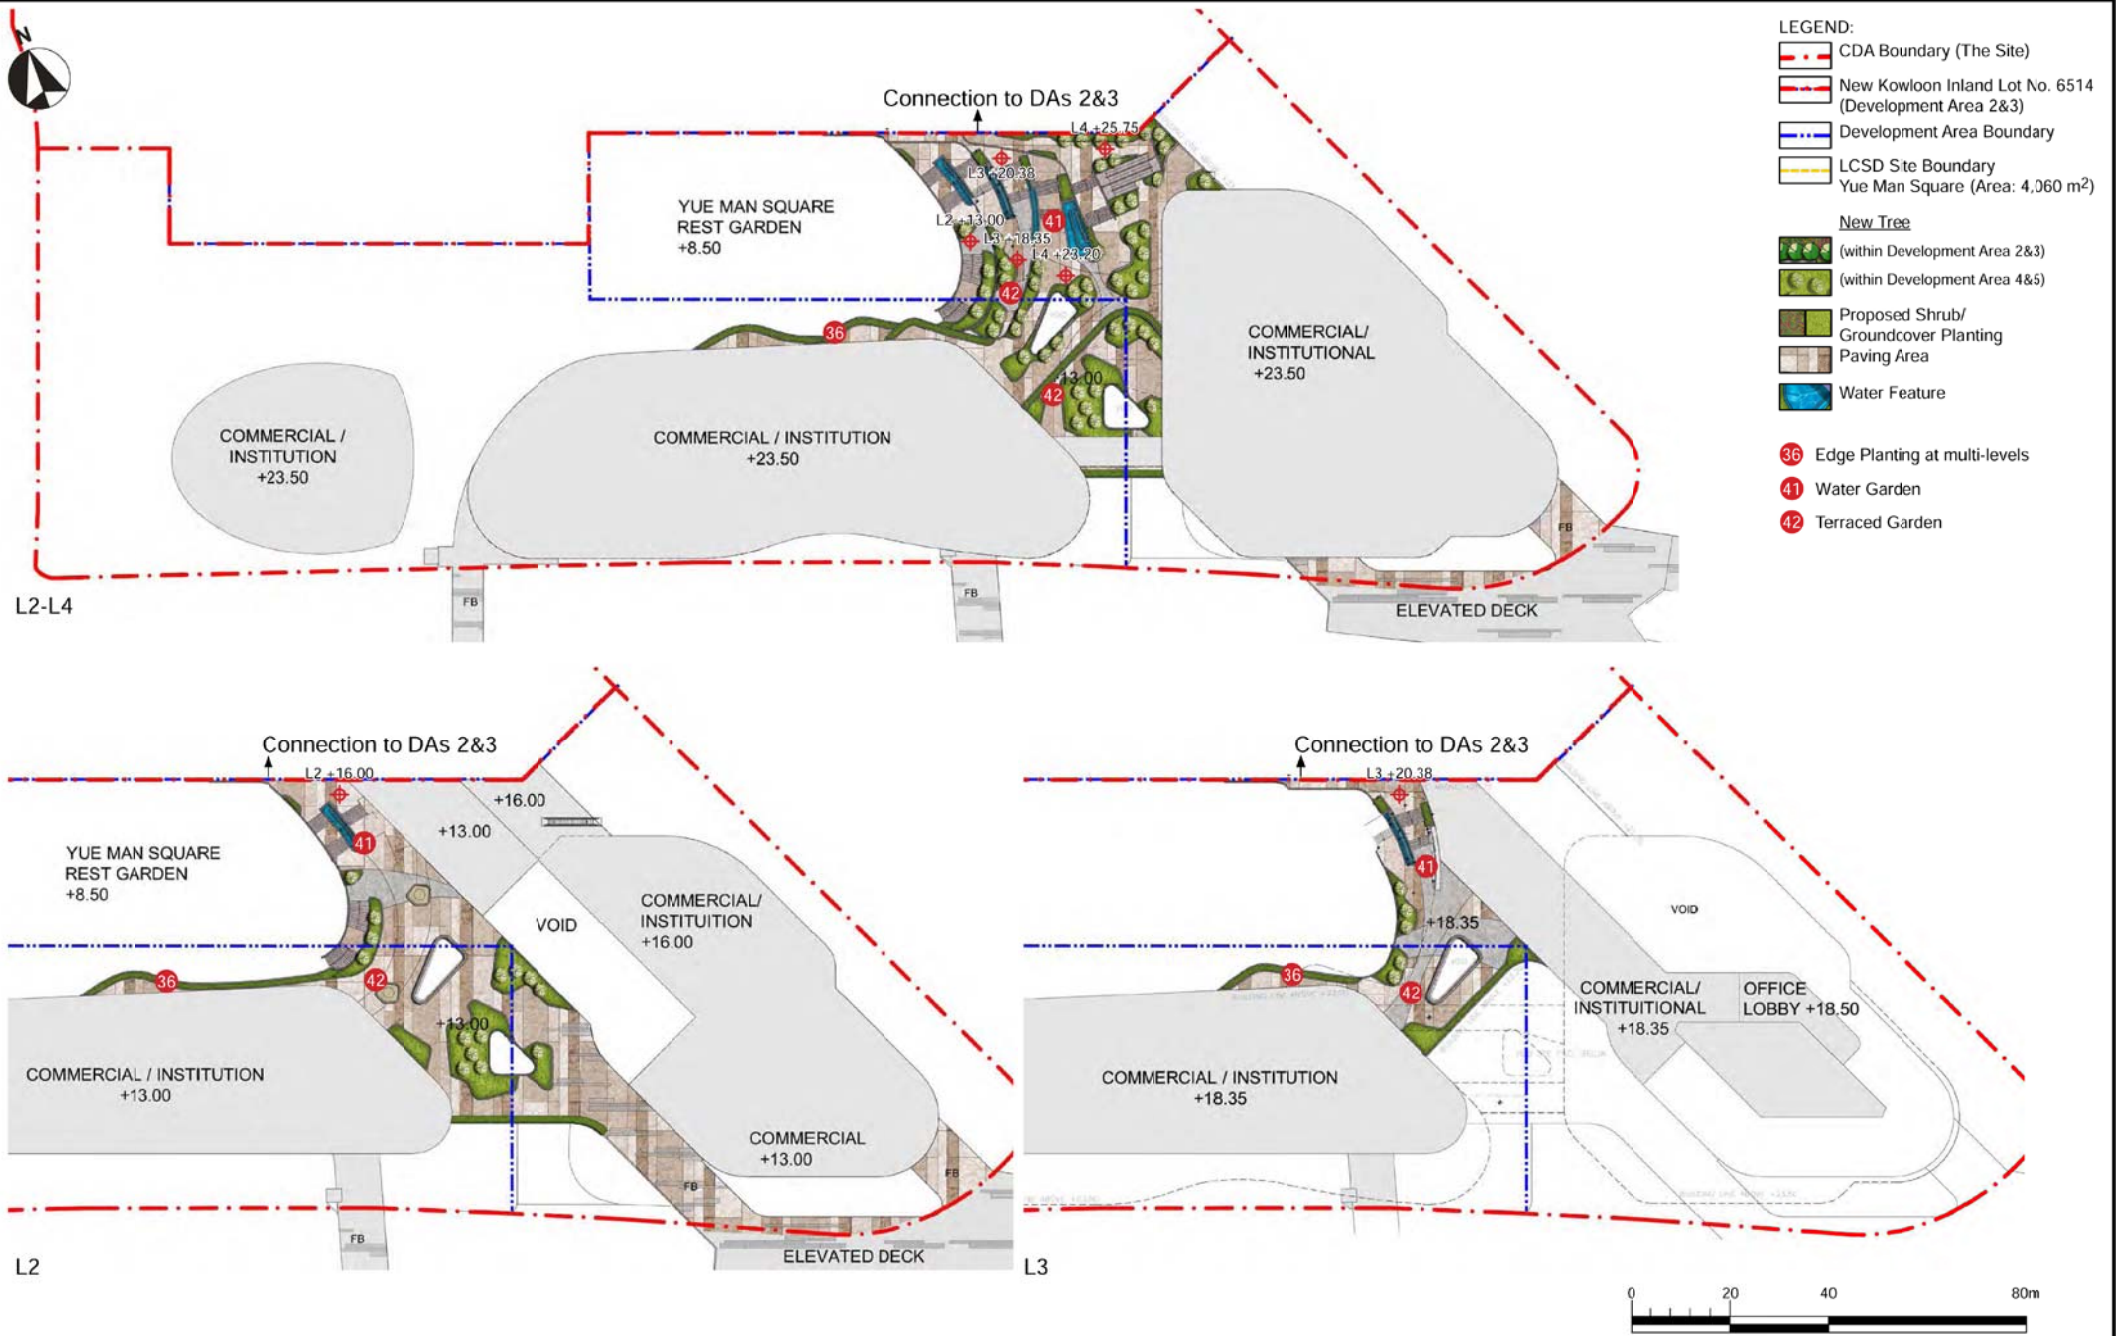 N
Connection to DAs 2&3
L4 +25.75
L3 +20.38
YUE MAN SQUARE
REST GARDEN
+8.50
L2 +13.00
41
L3 +18.35
L4 +23.20
42
36
COMMERCIAL/
INSTITUTIONAL
+23.50
+13.00
42
COMMERCIAL /
INSTITUTION
+23.50
COMMERCIAL / INSTITUTION
+23.50
FB
FB
FB
ELEVATED DECK
L2-L4
LEGEND:
CDA Boundary (The Site)
New Kowloon Inland Lot No. 6514
(Development Area 2&3)
Development Area Boundary
LCSD Site Boundary
Yue Man Square (Area: 4,060 m²)
New Tree
(within Development Area 2&3)
(within Development Area 4&5)
Proposed Shrub/
Groundcover Planting
Paving Area
Water Feature
36 Edge Planting at multi-levels
41 Water Garden
42 Terraced Garden
Connection to DAs 2&3
L2 +16.00
+16.00
+13.00
41
YUE MAN SQUARE
REST GARDEN
+8.50
COMMERCIAL/
INSTITUITION
+16.00
VOID
36
42
+13.00
COMMERCIAL / INSTITUTION
+13.00
COMMERCIAL
+13.00
FB
FB
FB
ELEVATED DECK
L2
Connection to DAs 2&3
L3 +20.38
41
VOID
+18.35
36
42
COMMERCIAL/
INSTITUITIONAL
+18.35
OFFICE
LOBBY +18.50
COMMERCIAL / INSTITUTION
+18.35
L3
0 20 40 80m